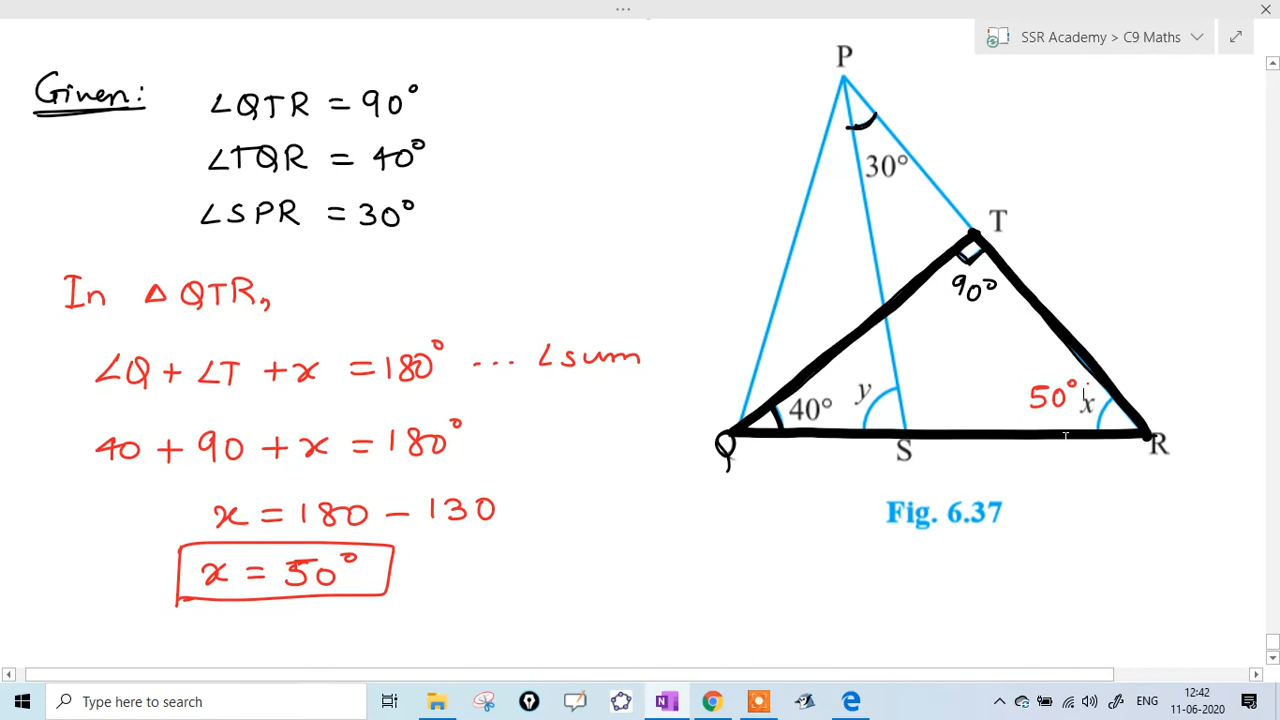 SSR Academy > C9 Maths
Given:
∠QTR = 90°
∠TQR = 40°
∠SPR = 30°
In △ QTR,
∠Q + ∠T + x = 180° ... ∠sum
40 + 90 + x = 180°
x = 180 - 130
x = 50°
P
30°
T
90°
y
40°
50°
x
Q
S
R
Fig. 6.37
Type here to search
ENG
12:42
11-06-2020